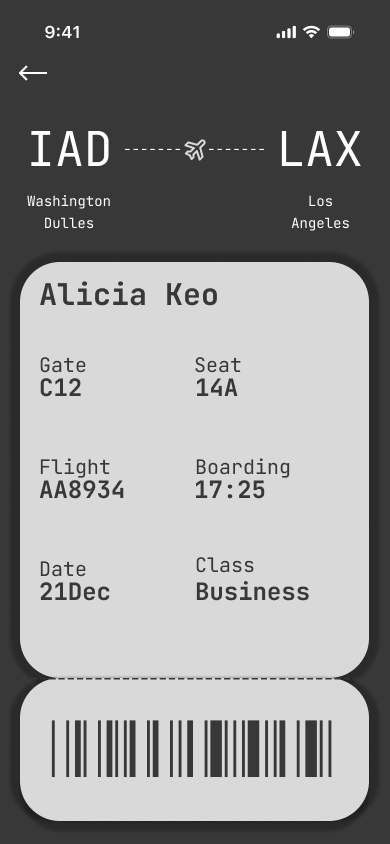 9:41
IAD LAX
Washington Los
Dulles Angeles
Alicia Keo
Gate Seat
C12 14A
Flight Boarding
AA8934 17:25
Date Class
21Dec Business